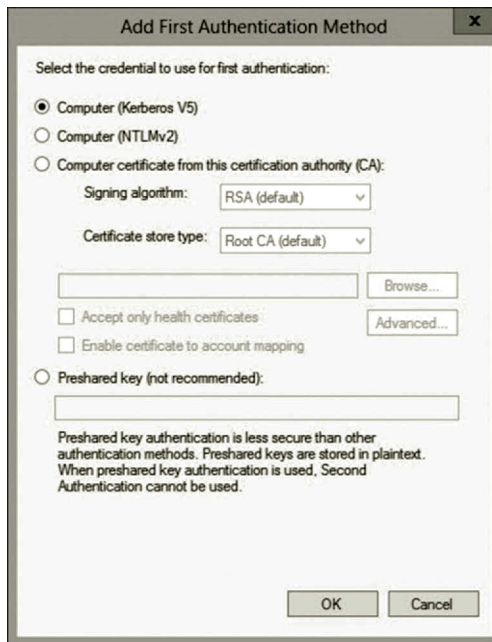 Add First Authentication Method
x
Select the credential to use for first authentication:
Computer (Kerberos V5)
Computer (NTLMv2)
Computer certificate from this certification authority (CA):
Signing algorithm: RSA (default)
Certificate store type: Root CA (default)
Browse...
Accept only health certificates
Advanced...
Enable certificate to account mapping
Preshared key (not recommended):
Preshared key authentication is less secure than other
authentication methods. Preshared keys are stored in plaintext.
When preshared key authentication is used, Second
Authentication cannot be used.
OK Cancel